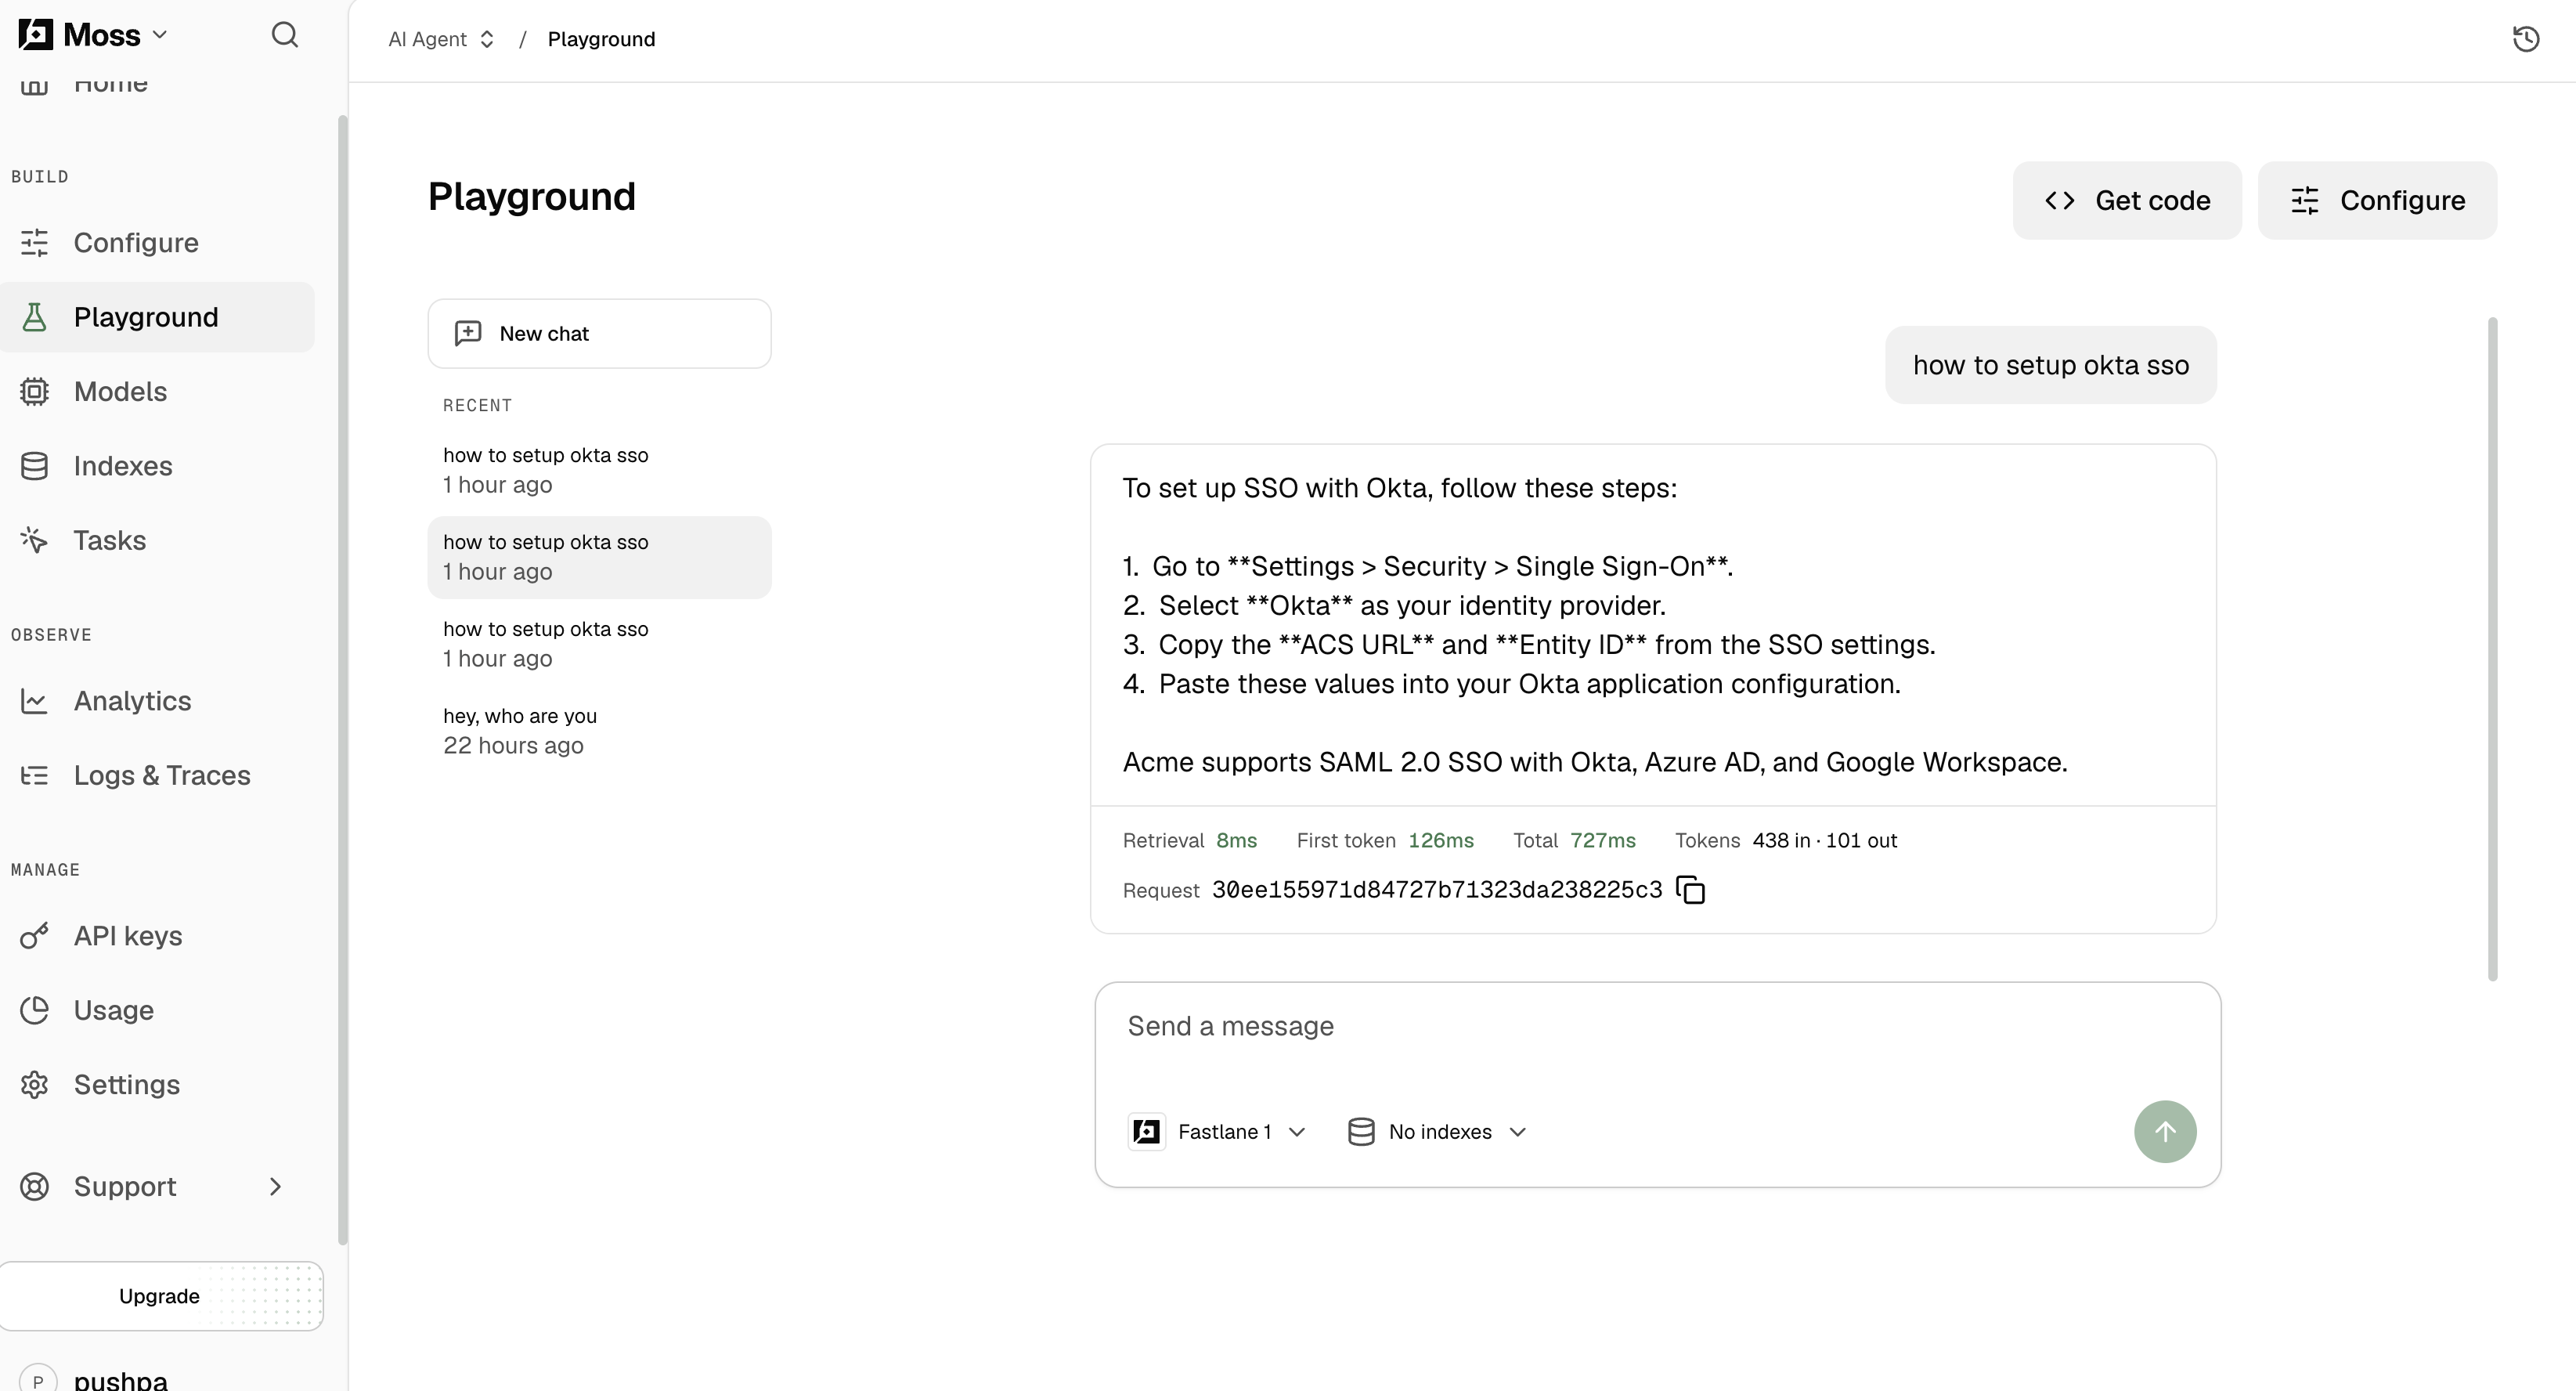 Moss
Home
BUILD
Configure
Playground
Models
Indexes
Tasks
OBSERVE
Analytics
Logs & Traces
MANAGE
API keys
Usage
Settings
Support
Upgrade
P
pushpa
AI Agent / Playground
Playground
Get code
Configure
New chat
RECENT
how to setup okta sso
1 hour ago
how to setup okta sso
1 hour ago
how to setup okta sso
1 hour ago
hey, who are you
22 hours ago
how to setup okta sso
To set up SSO with Okta, follow these steps:
1. Go to **Settings > Security > Single Sign-On**.
2. Select **Okta** as your identity provider.
3. Copy the **ACS URL** and **Entity ID** from the SSO settings.
4. Paste these values into your Okta application configuration.
Acme supports SAML 2.0 SSO with Okta, Azure AD, and Google Workspace.
Retrieval 8ms First token 126ms Total 727ms Tokens 438 in · 101 out
Request 30ee155971d84727b71323da238225c3
Send a message
Fastlane 1 No indexes